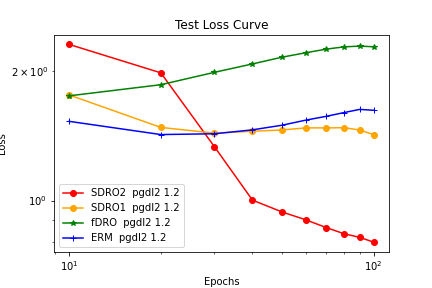 Test Loss Curve
Loss
2 × 10⁰
10⁰
SDRO2 pgdl2 1.2
SDRO1 pgdl2 1.2
fDRO pgdl2 1.2
ERM pgdl2 1.2
10¹
10²
Epochs